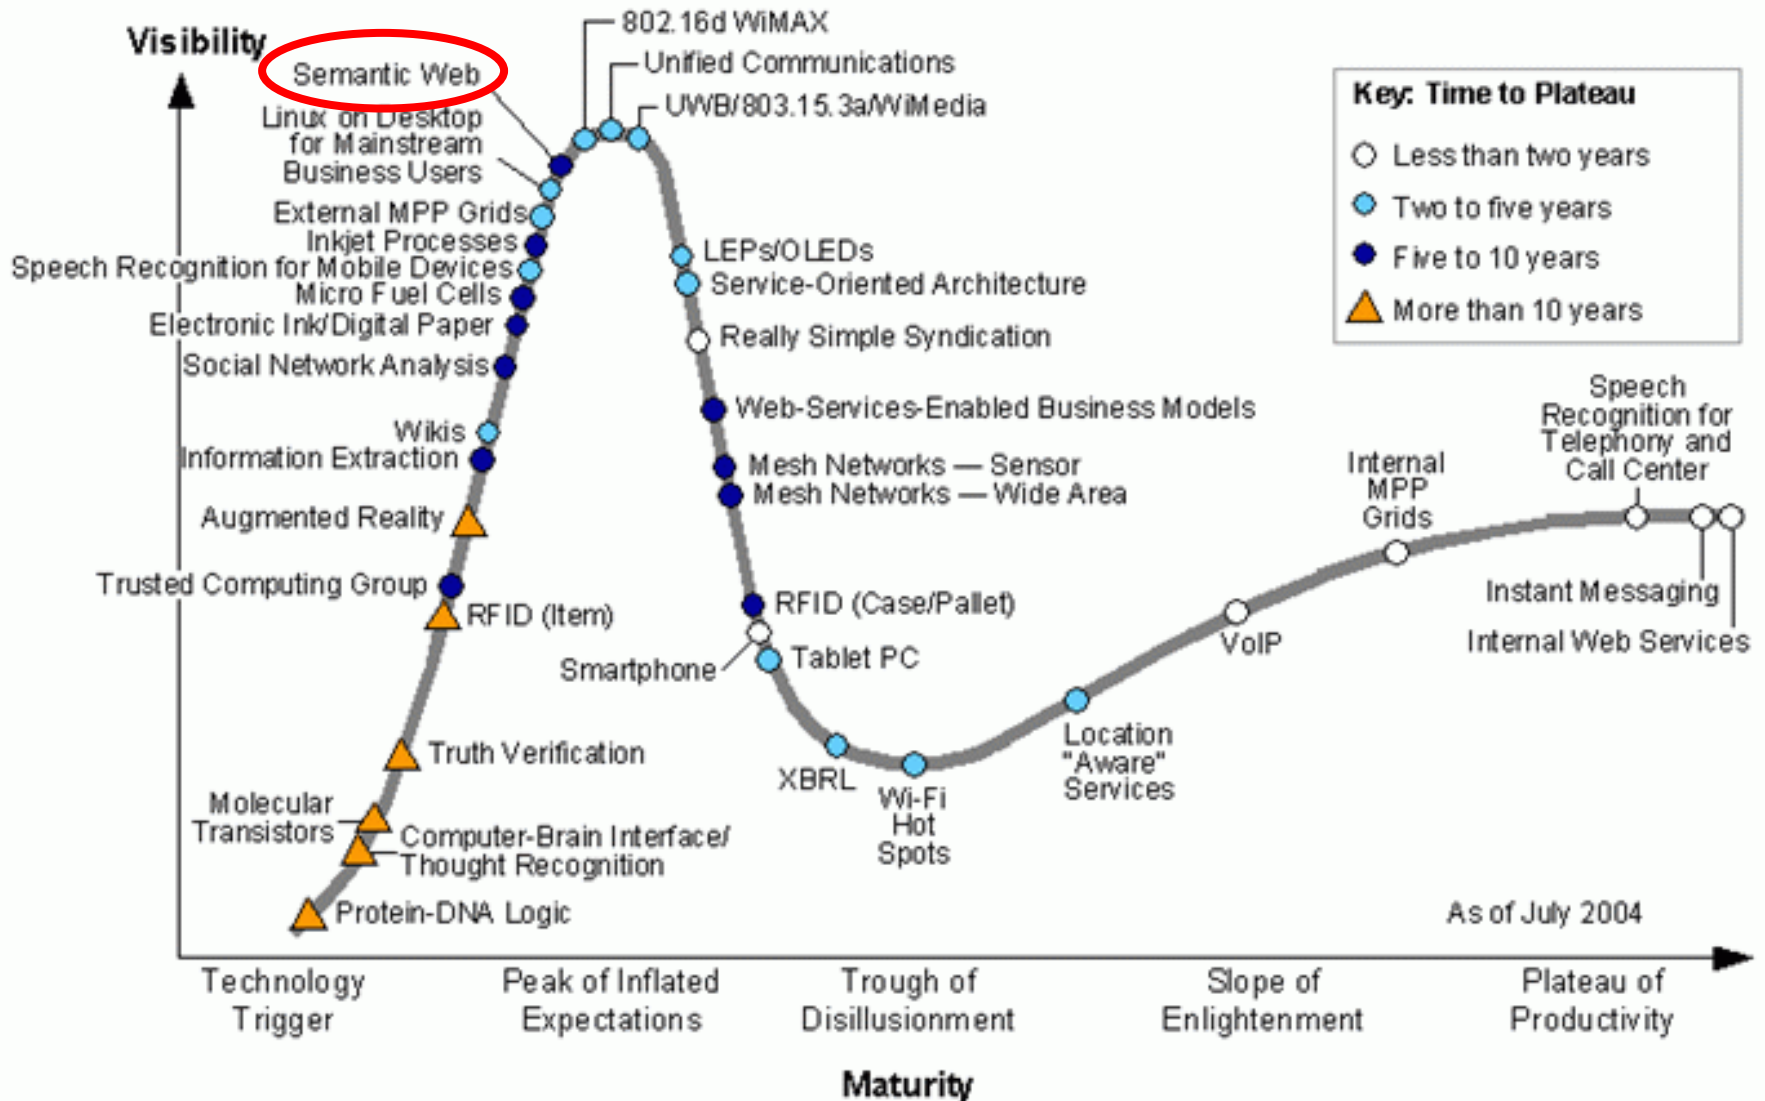 Visibility
Semantic Web
Linux on Desktop
for Mainstream
Business Users
External MPP Grids
Inkjet Processes
Speech Recognition for Mobile Devices
Micro Fuel Cells
Electronic Ink/Digital Paper
Social Network Analysis
Wikis
Information Extraction
Augmented Reality
Trusted Computing Group
RFID (Item)
Truth Verification
Molecular
Transistors
Computer-Brain Interface/
Thought Recognition
Protein-DNA Logic
802.16d WiMAX
Unified Communications
UWB/803.15.3a/WiMedia
LEPs/OLEDs
Service-Oriented Architecture
Really Simple Syndication
Web-Services-Enabled Business Models
Mesh Networks — Sensor
Mesh Networks — Wide Area
RFID (Case/Pallet)
Smartphone
Tablet PC
XBRL
Wi-Fi
Hot
Spots
Location
"Aware"
Services
VoIP
Internal
MPP
Grids
Speech
Recognition for
Telephony and
Call Center
Instant Messaging
Internal Web Services
Key: Time to Plateau
Less than two years
Two to five years
Five to 10 years
More than 10 years
As of July 2004
Technology
Trigger
Peak of Inflated
Expectations
Trough of
Disillusionment
Slope of
Enlightenment
Plateau of
Productivity
Maturity